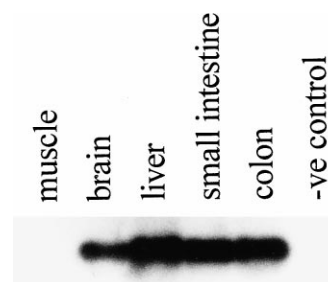 muscle
brain
liver
small intestine
colon
-ve control